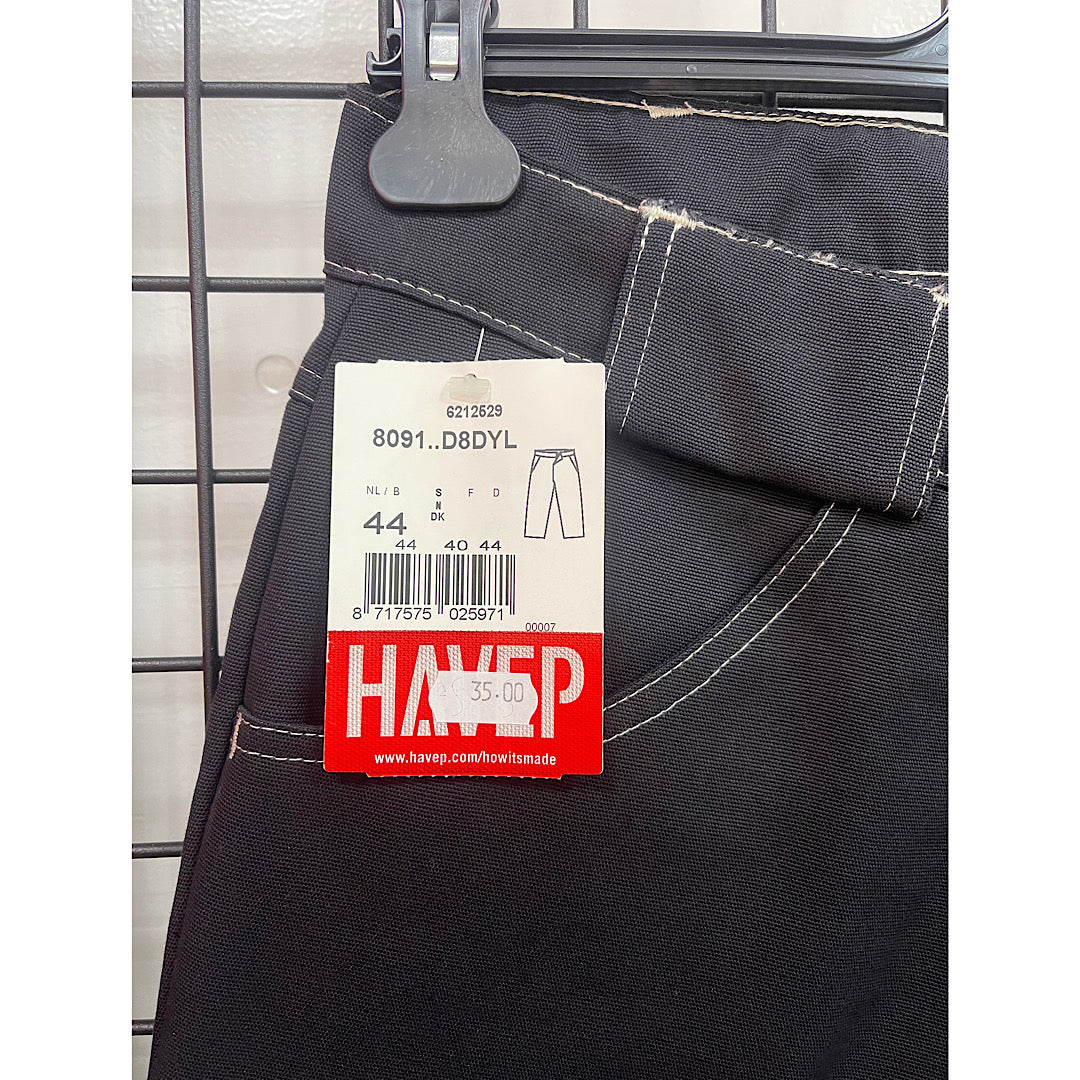 6212529
8091..D8DYL
NL / B S F D
N
DK
44
44 40 44
8 717575 025971
00007
HAVEP
35.00
www.havep.com/howitsmade